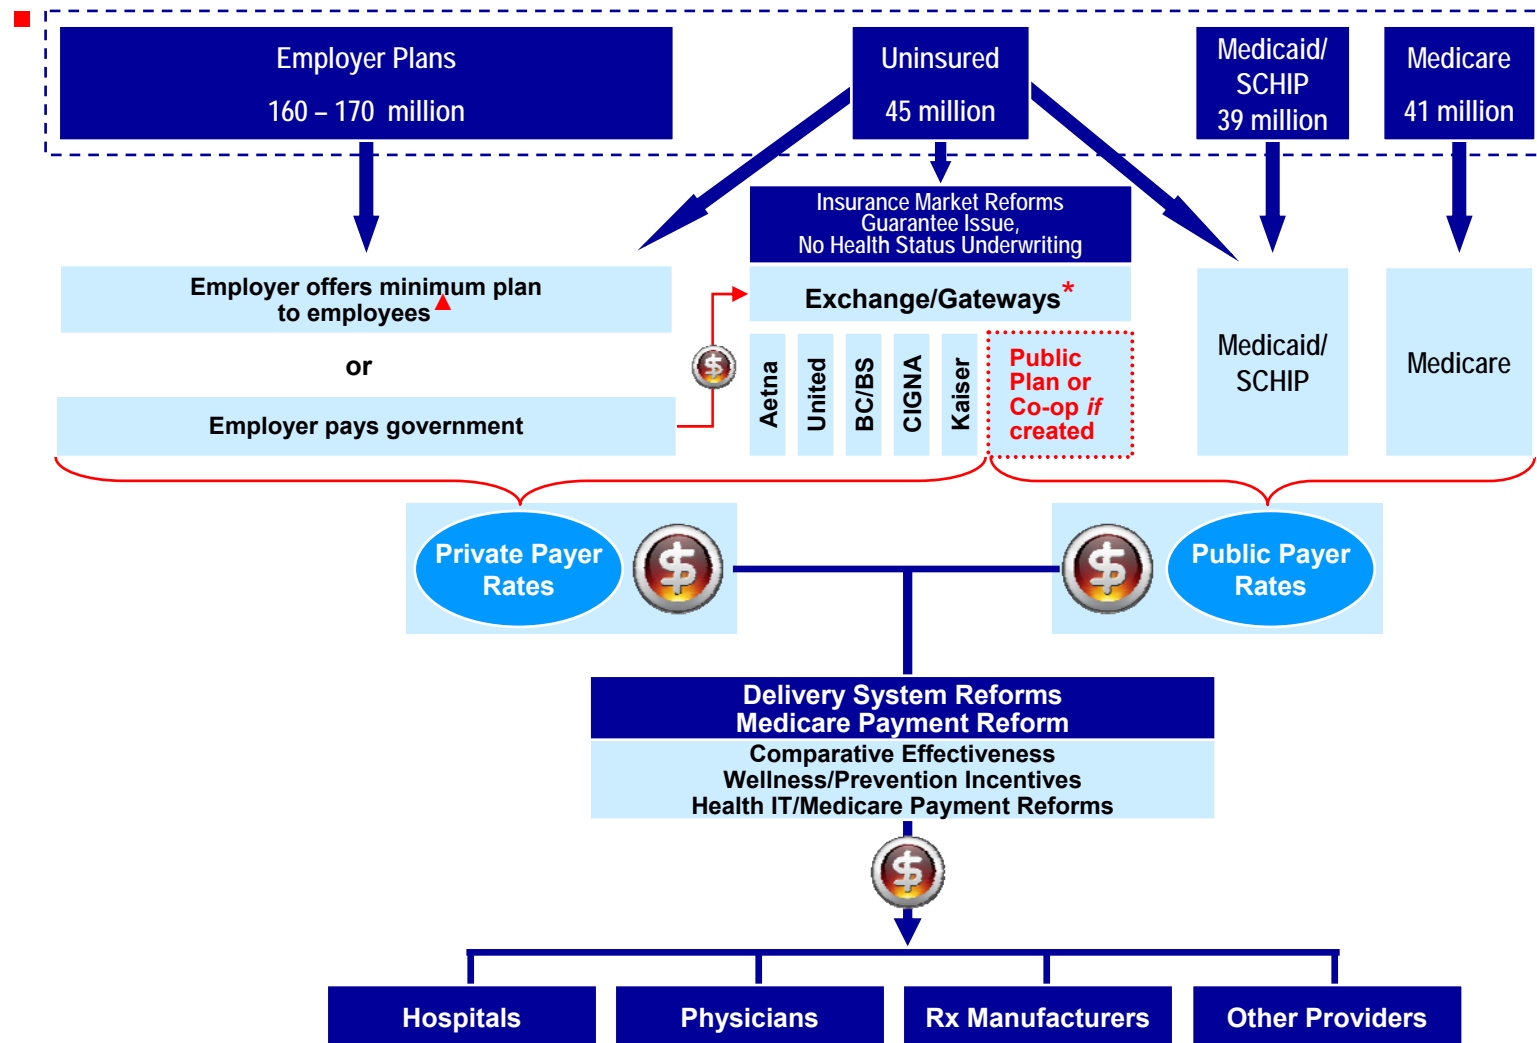 Employer Plans
160 – 170 million
Uninsured
45 million
Medicaid/
SCHIP
39 million
Medicare
41 million
Insurance Market Reforms
Guarantee Issue,
No Health Status Underwriting
Employer offers minimum plan
to employees▲
or
Employer pays government
$
Exchange/Gateways*
Aetna
United
BC/BS
CIGNA
Kaiser
Public
Plan or
Co-op if
created
Medicaid/
SCHIP
Medicare
Private Payer
Rates
$
$
Public Payer
Rates
Delivery System Reforms
Medicare Payment Reform
Comparative Effectiveness
Wellness/Prevention Incentives
Health IT/Medicare Payment Reforms
$
Hospitals
Physicians
Rx Manufacturers
Other Providers